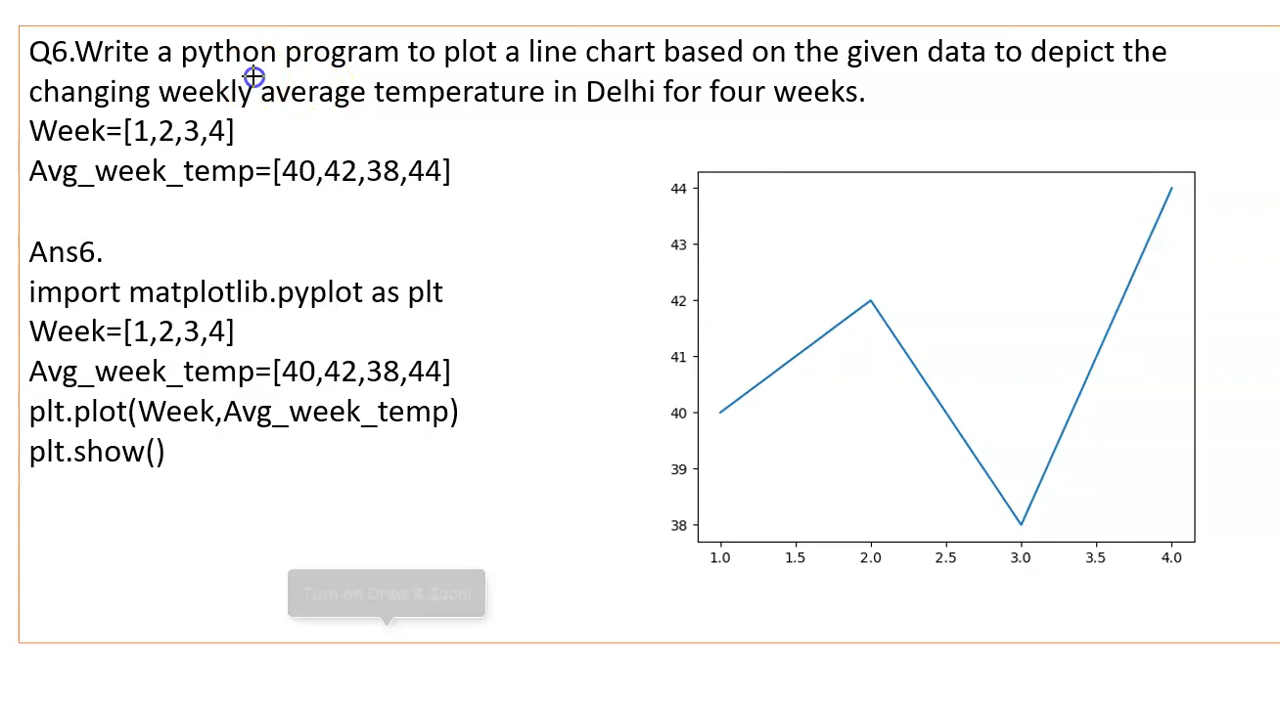 Q6.Write a python program to plot a line chart based on the given data to depict the
changing weekly average temperature in Delhi for four weeks.
Week=[1,2,3,4]
Avg_week_temp=[40,42,38,44]
Ans6.
import matplotlib.pyplot as plt
Week=[1,2,3,4]
Avg_week_temp=[40,42,38,44]
plt.plot(Week,Avg_week_temp)
plt.show()
44
43
42
41
40
39
38
1.0 1.5 2.0 2.5 3.0 3.5 4.0
Turn on Draw & Zoom